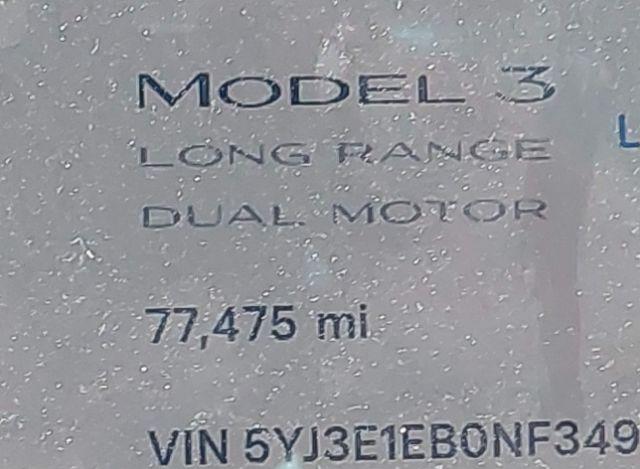 MODEL 3
L
LONG RANGE
DUAL MOTOR
77,475 mi
VIN 5YJ3E1EB0NF349